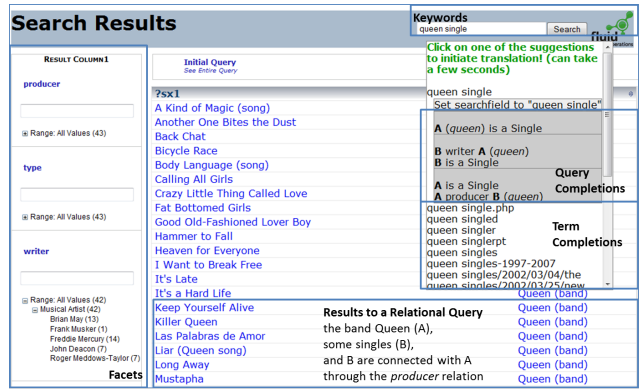 Search Results
Keywords
queen single
Search
fluid
Operations
RESULT COLUMN1
producer
Range: All Values (43)
type
Range: All Values (43)
writer
Range: All Values (42)
Musical Artist (42)
Brian May (13)
Frank Musker (1)
Freddie Mercury (14)
John Deacon (7)
Roger Meddows-Taylor (7)
Facets
Initial Query
See Entire Query
?sx1
A Kind of Magic (song)
Another One Bites the Dust
Back Chat
Bicycle Race
Body Language (song)
Calling All Girls
Crazy Little Thing Called Love
Fat Bottomed Girls
Good Old-Fashioned Lover Boy
Hammer to Fall
Heaven for Everyone
I Want to Break Free
It's Late
It's a Hard Life Queen (band)
Keep Yourself Alive Queen (band)
Killer Queen Queen (band)
Las Palabras de Amor Queen (band)
Liar (Queen song) Queen (band)
Long Away Queen (band)
Mustapha Queen (band)
Results to a Relational Query
the band Queen (A),
some singles (B),
and B are connected with A
through the producer relation
Click on one of the suggestions
to initiate translation! (can take
a few seconds)
queen single
Set searchfield to "queen single"
A (queen) is a Single
B writer A (queen)
B is a Single
A is a Single
A producer B (queen)
Query
Completions
queen single.php
queen singled
queen singler
queen singlerpt
queen singles
queen singles-1997-2007
queen singles/2002/03/04/the
queen singles/2002/03/25/new
Term
Completions